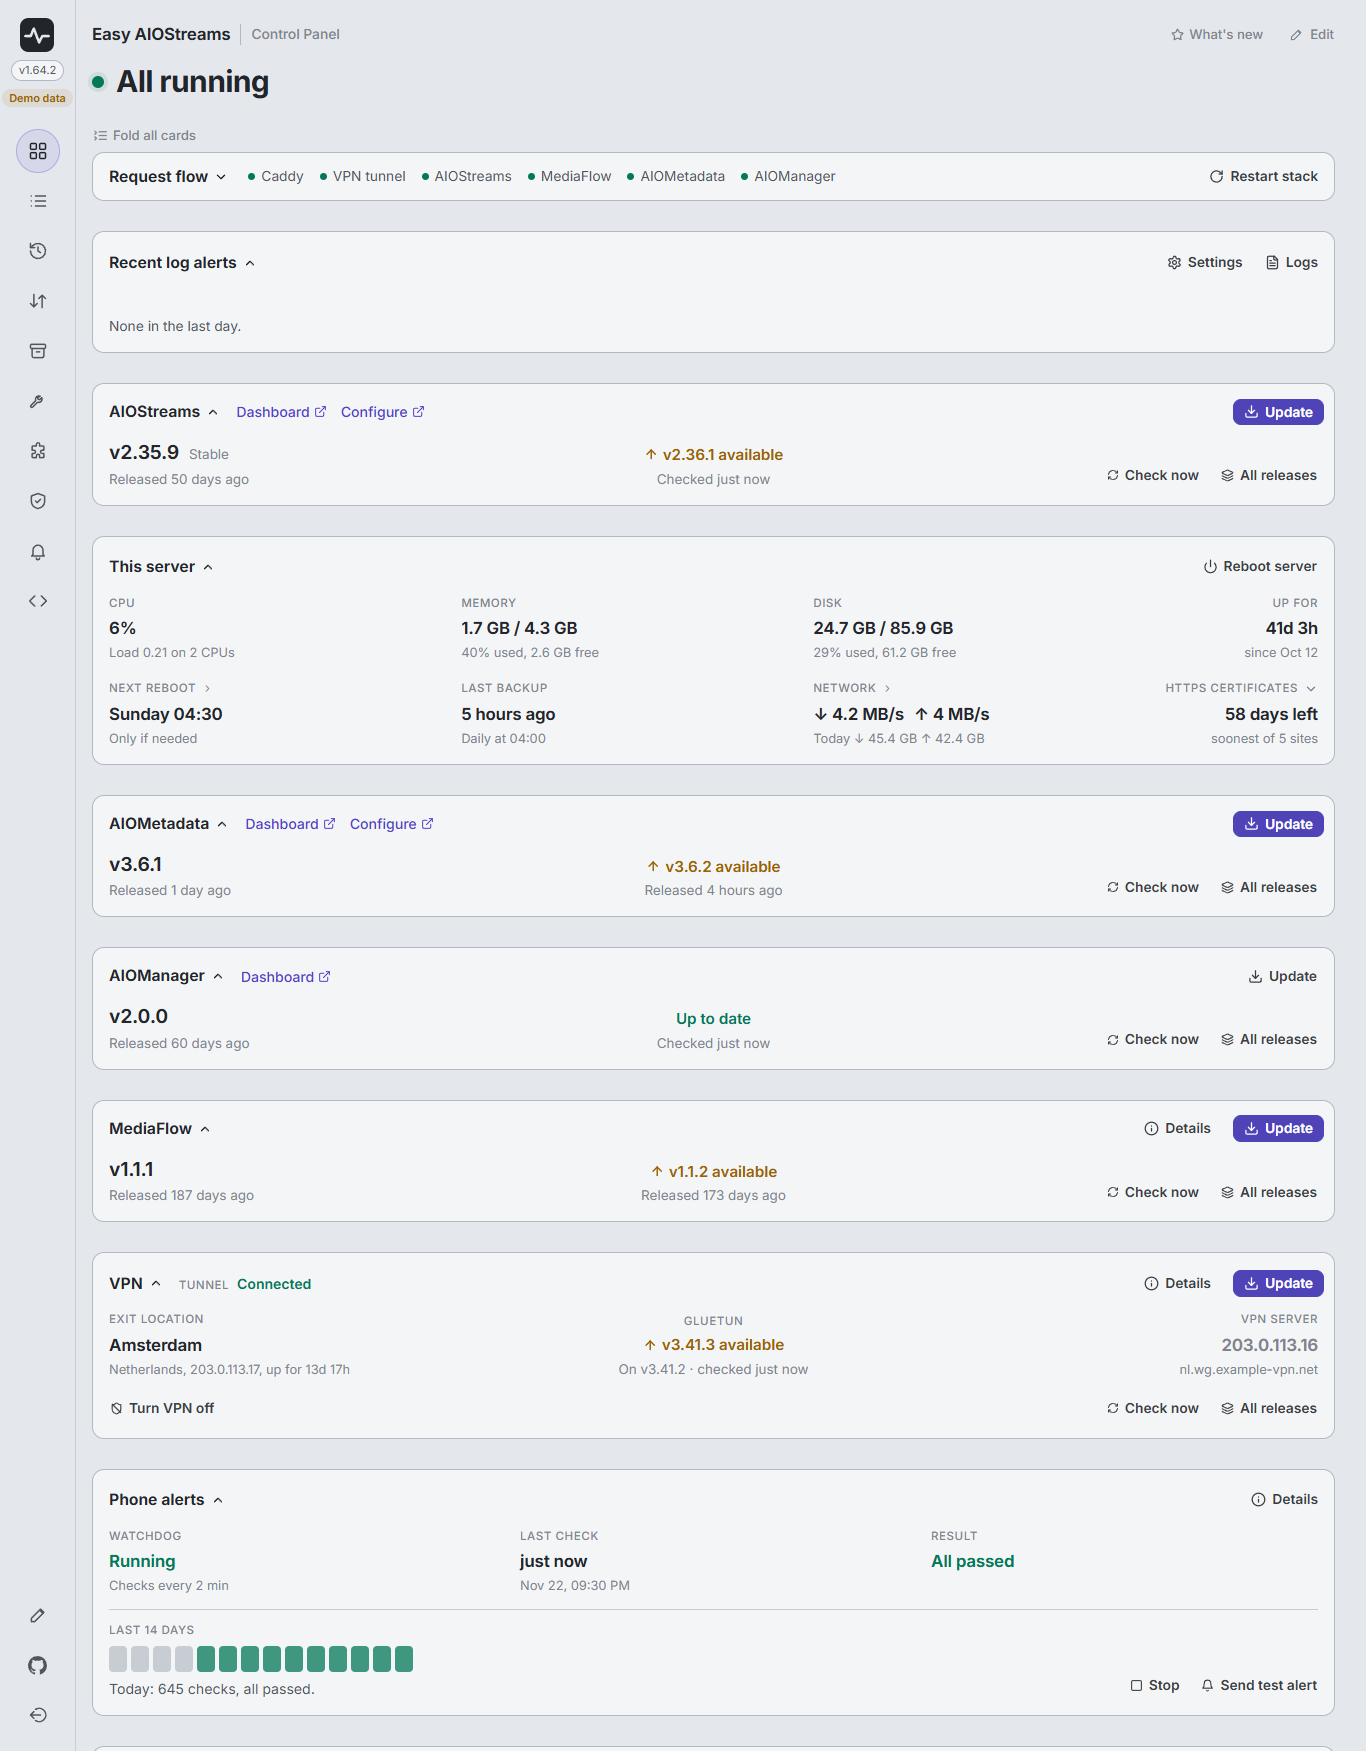 Easy AIOStreams Control Panel What's new Edit
v1.64.2
All running
Demo data
Fold all cards
Request flow Caddy VPN tunnel AIOStreams MediaFlow AIOMetadata AIOManager Restart stack
Recent log alerts Settings Logs
None in the last day.
AIOStreams Dashboard Configure Update
v2.35.9 Stable v2.36.1 available
Released 50 days ago Checked just now Check now All releases
This server Reboot server
CPU MEMORY DISK UP FOR
6% 1.7 GB / 4.3 GB 24.7 GB / 85.9 GB 41d 3h
Load 0.21 on 2 CPUs 40% used, 2.6 GB free 29% used, 61.2 GB free since Oct 12
NEXT REBOOT LAST BACKUP NETWORK HTTPS CERTIFICATES
Sunday 04:30 5 hours ago ↓ 4.2 MB/s ↑ 4 MB/s 58 days left
Only if needed Daily at 04:00 Today ↓ 45.4 GB ↑ 42.4 GB soonest of 5 sites
AIOMetadata Dashboard Configure Update
v3.6.1 v3.6.2 available
Released 1 day ago Released 4 hours ago Check now All releases
AIOManager Dashboard Update
v2.0.0 Up to date
Released 60 days ago Checked just now Check now All releases
MediaFlow Details Update
v1.1.1 v1.1.2 available
Released 187 days ago Released 173 days ago Check now All releases
VPN TUNNEL Connected Details Update
EXIT LOCATION GLUETUN VPN SERVER
Amsterdam v3.41.3 available 203.0.113.16
Netherlands, 203.0.113.17, up for 13d 17h On v3.41.2 · checked just now nl.wg.example-vpn.net
Turn VPN off Check now All releases
Phone alerts Details
WATCHDOG LAST CHECK RESULT
Running just now All passed
Checks every 2 min Nov 22, 09:30 PM
LAST 14 DAYS
Today: 645 checks, all passed. Stop Send test alert